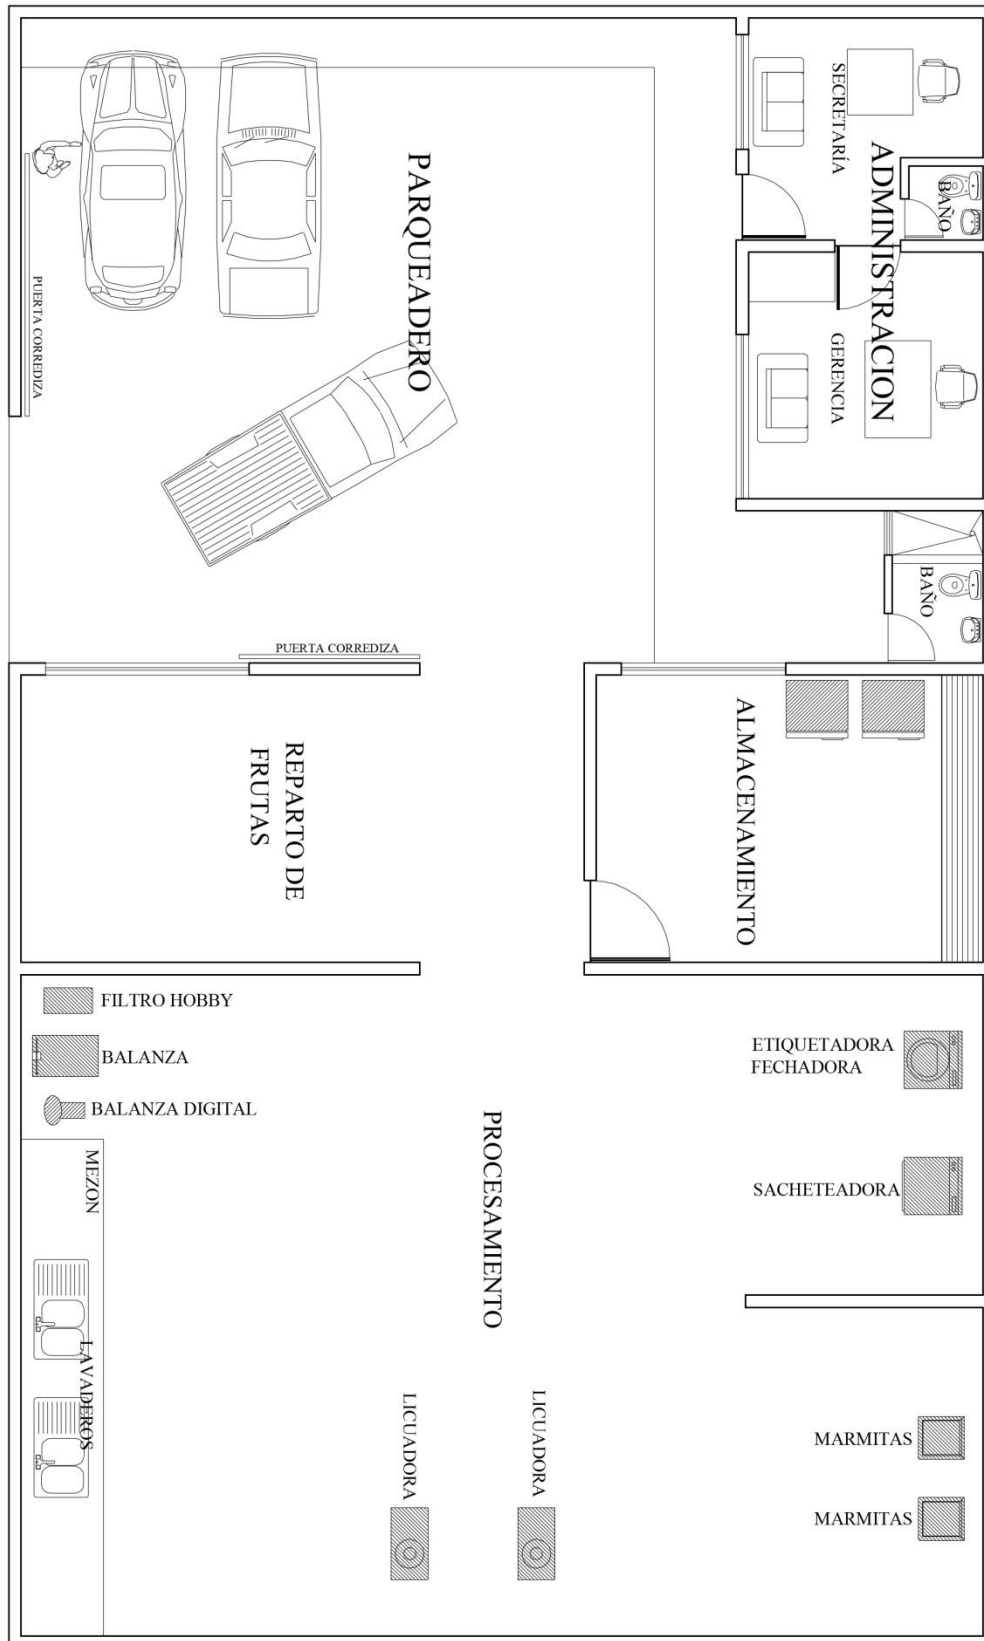 SECRETARÍA
ADMINISTRACION
BAÑO
PARQUEADERO
PUERTA CORREDIZA
GERENCIA
BAÑO
PUERTA CORREDIZA
REPARTO DE
FRUTAS
ALMACENAMIENTO
FILTRO HOBBY
BALANZA
BALANZA DIGITAL
ETIQUETADORA
FECHADORA
MEZON
PROCESAMIENTO
SACHETEADORA
LAVADEROS
LICUADORA
LICUADORA
MARMITAS
MARMITAS